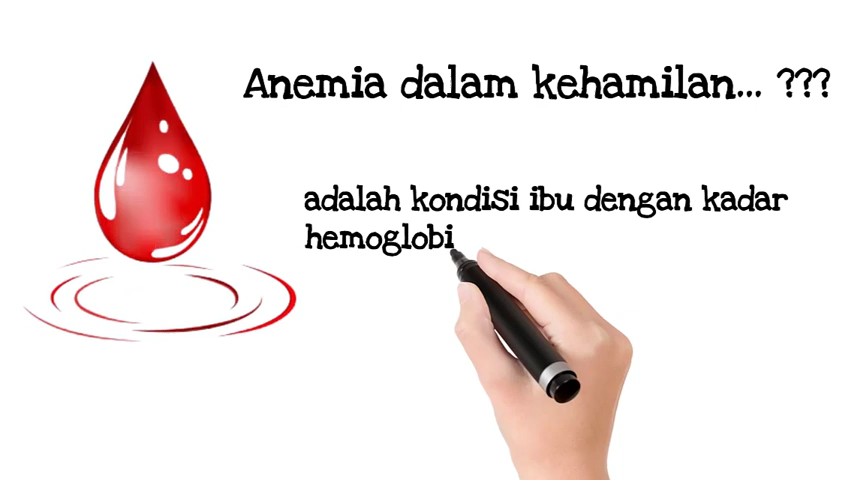 Anemia dalam kehamilan... ???
adalah kondisi ibu dengan kadar
hemoglobi